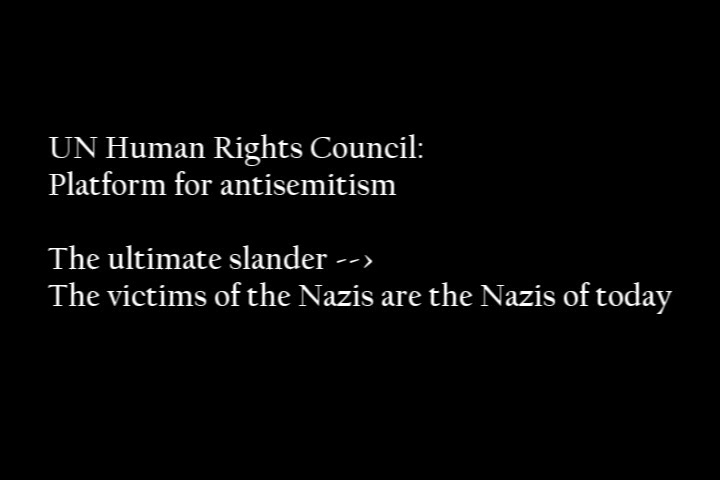 UN Human Rights Council:
Platform for antisemitism
The ultimate slander -->
The victims of the Nazis are the Nazis of today